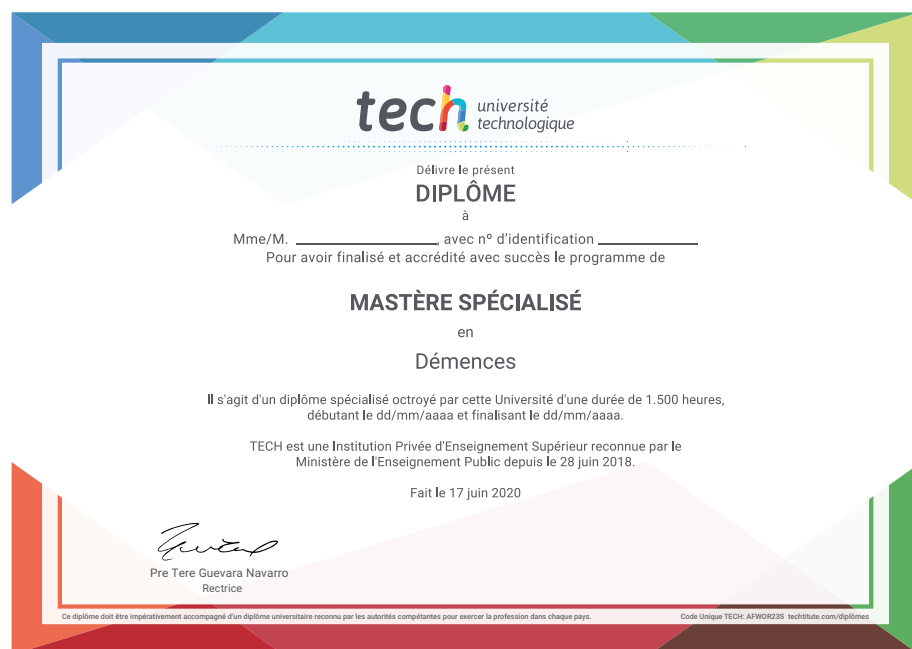 tech université
technologique
Délivre le présent
DIPLÔME
à
Mme/M. ____________, avec nº d'identification ____________
Pour avoir finalisé et accrédité avec succès le programme de
MASTÈRE SPÉCIALISÉ
en
Démences
Il s'agit d'un diplôme spécialisé octroyé par cette Université d'une durée de 1.500 heures,
débutant le dd/mm/aaaa et finalisant le dd/mm/aaaa.
TECH est une Institution Privée d'Enseignement Supérieur reconnue par le
Ministère de l'Enseignement Public depuis le 28 juin 2018.
Fait le 17 juin 2020
Pre Tere Guevara Navarro
Rectrice
Ce diplôme doit être impérativement accompagné d'un diplôme universitaire reconnu par les autorités compétantes pour exercer la profession dans chaque pays.
Code Unique TECH: AFWOR23S techtitute.com/diplômes